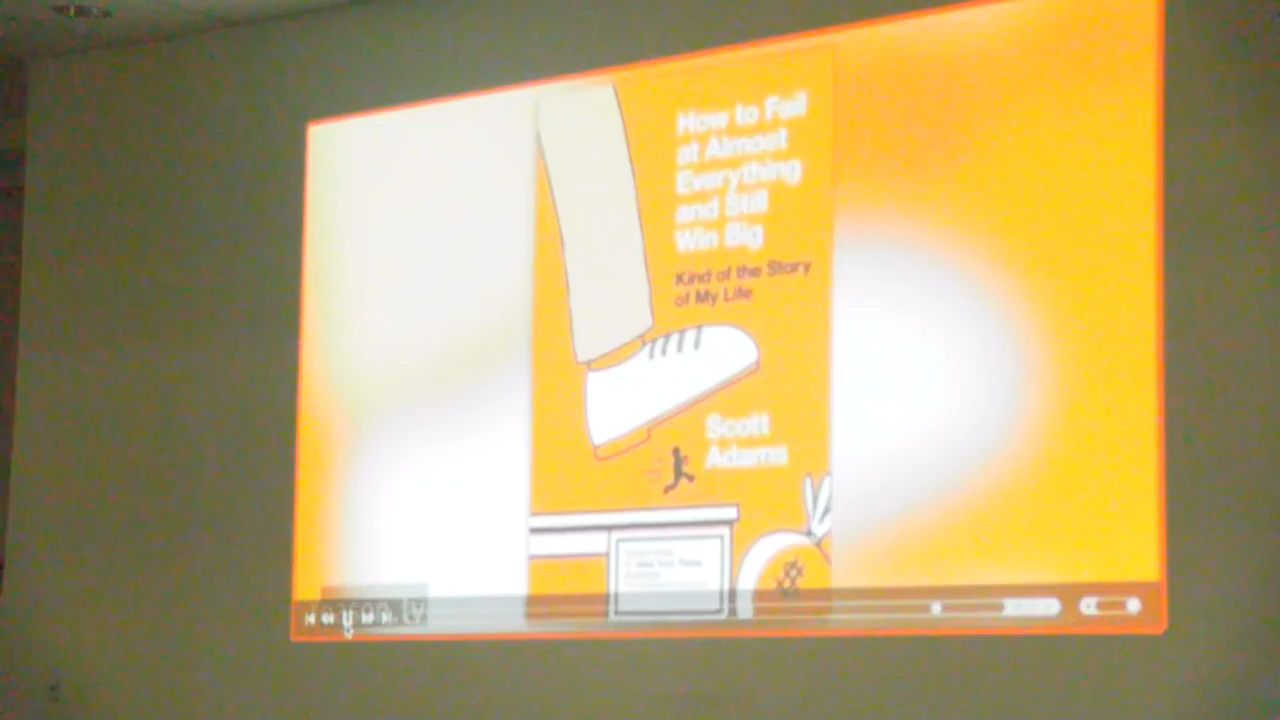 How to Fail
at Almost
Everything
and Still
Win Big
Kind of the Story
of My Life
Scott
Adams